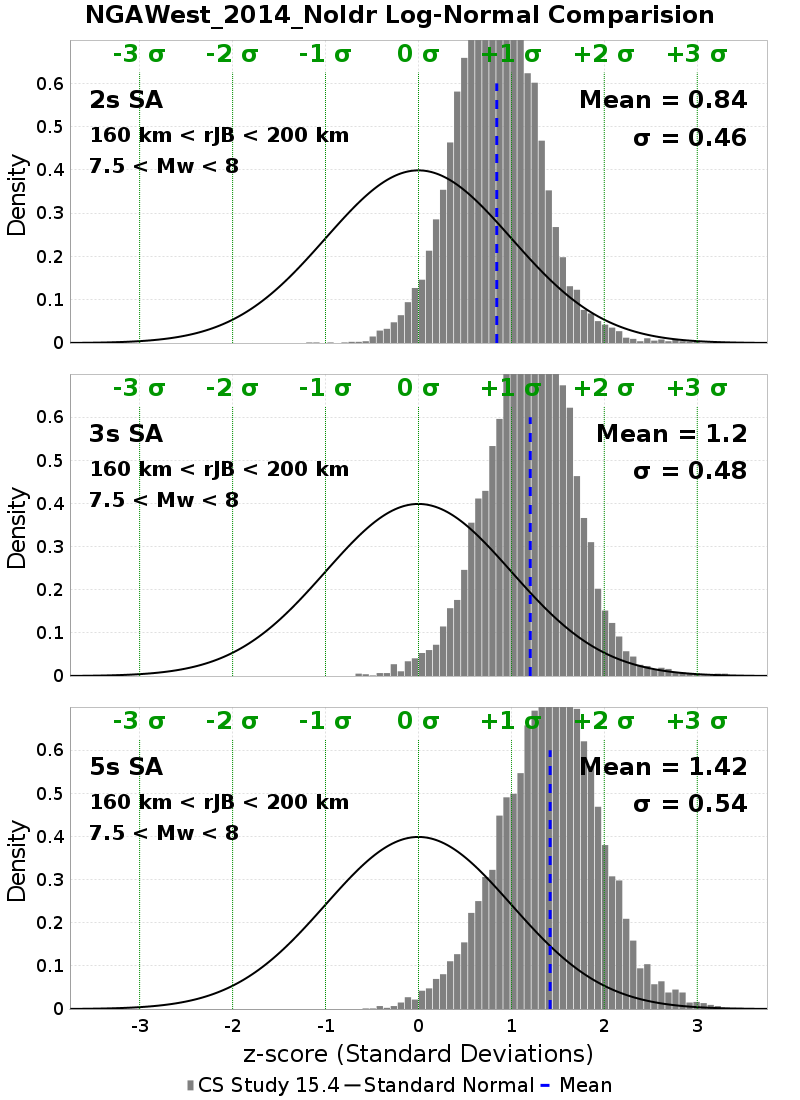 NGAWest_2014_NoIdr Log-Normal Comparision
-3 σ -2 σ -1 σ 0 σ +1 σ +2 σ +3 σ
2s SA
Mean = 0.84
160 km < rJB < 200 km
σ = 0.46
7.5 < Mw < 8
0.6
0.5
0.4
0.3
0.2
0.1
0
Density
-3 σ -2 σ -1 σ 0 σ +1 σ +2 σ +3 σ
3s SA
Mean = 1.2
160 km < rJB < 200 km
σ = 0.48
7.5 < Mw < 8
0.6
0.5
0.4
0.3
0.2
0.1
0
Density
-3 σ -2 σ -1 σ 0 σ +1 σ +2 σ +3 σ
5s SA
Mean = 1.42
160 km < rJB < 200 km
σ = 0.54
7.5 < Mw < 8
0.6
0.5
0.4
0.3
0.2
0.1
0
Density
-3 -2 -1 0 1 2 3
z-score (Standard Deviations)
CS Study 15.4 Standard Normal Mean